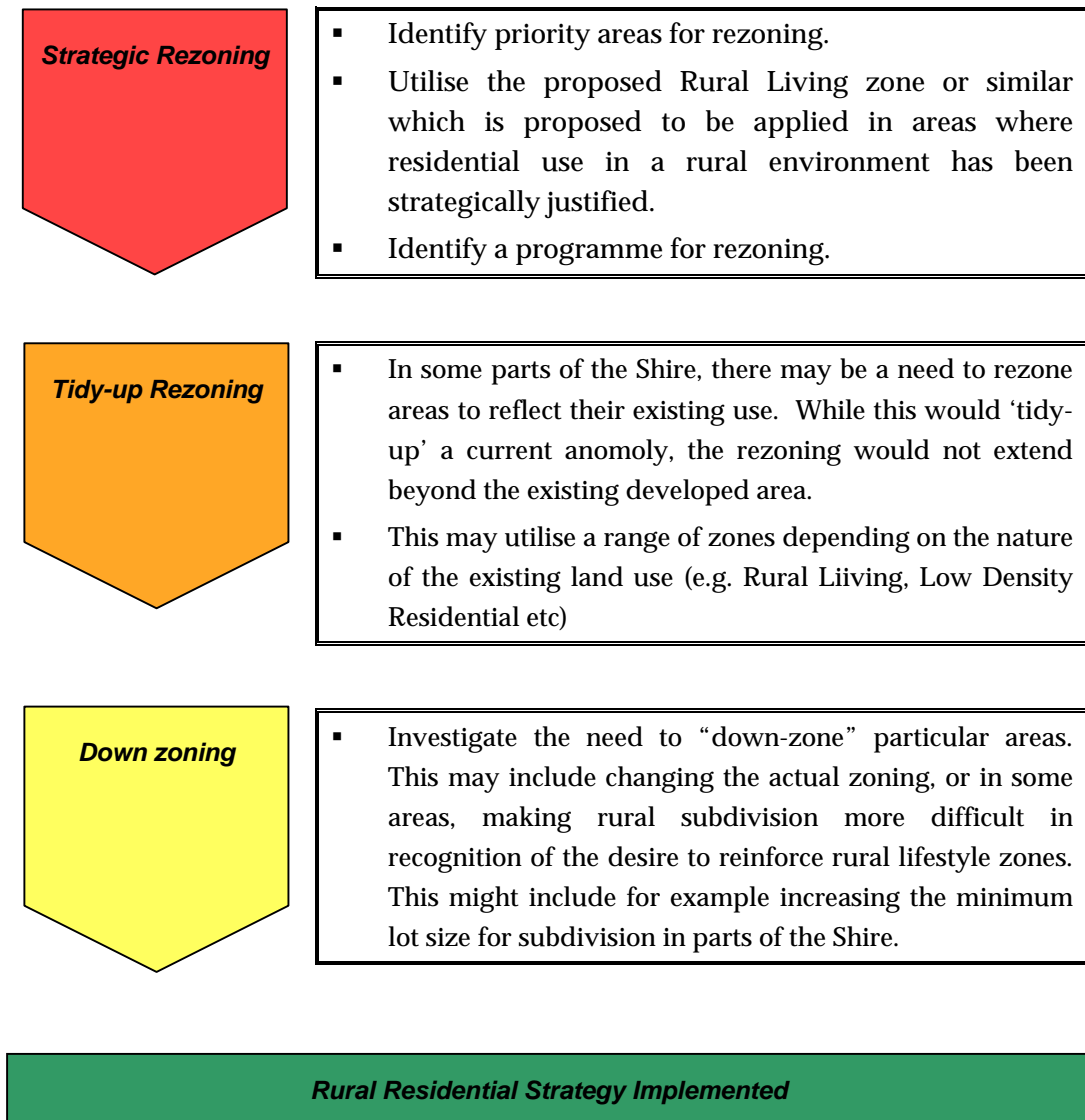 Strategic Rezoning
▪ Identify priority areas for rezoning.
▪ Utilise the proposed Rural Living zone or similar
which is proposed to be applied in areas where
residential use in a rural environment has been
strategically justified.
▪ Identify a programme for rezoning.
Tidy-up Rezoning
▪ In some parts of the Shire, there may be a need to rezone
areas to reflect their existing use. While this would ‘tidy-
up’ a current anomoly, the rezoning would not extend
beyond the existing developed area.
▪ This may utilise a range of zones depending on the nature
of the existing land use (e.g. Rural Liiving, Low Density
Residential etc)
Down zoning
▪ Investigate the need to “down-zone” particular areas.
This may include changing the actual zoning, or in some
areas, making rural subdivision more difficult in
recognition of the desire to reinforce rural lifestyle zones.
This might include for example increasing the minimum
lot size for subdivision in parts of the Shire.
Rural Residential Strategy Implemented